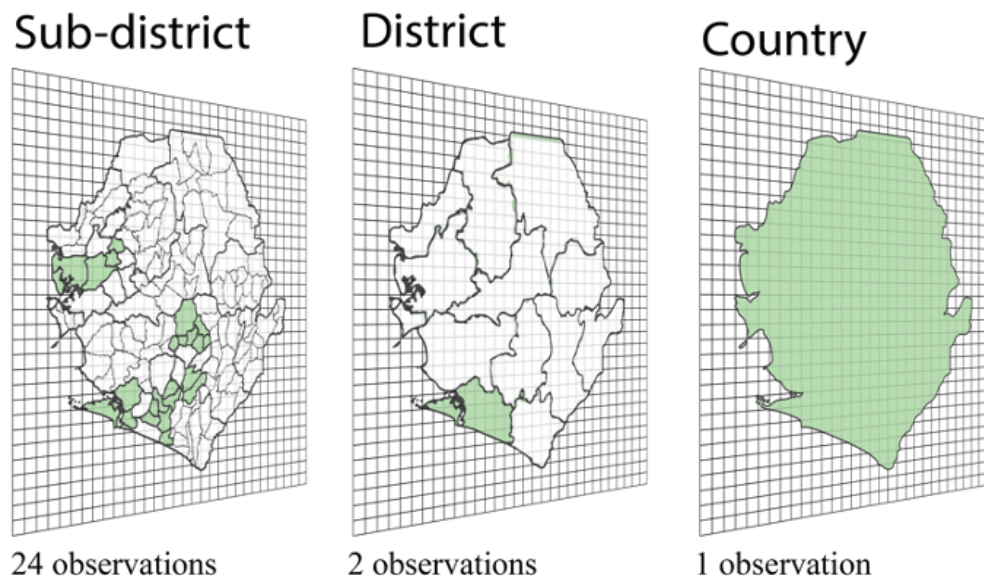 Sub-district
District
Country
24 observations
2 observations
1 observation